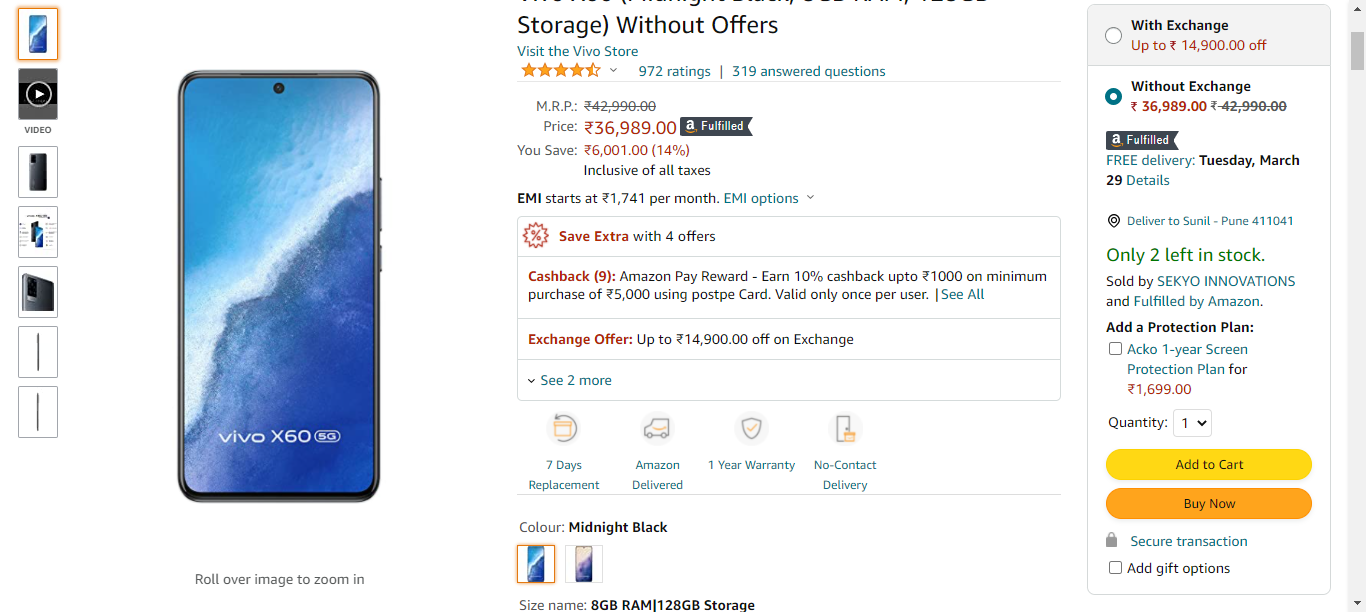 VIDEO
vivo X60 5G
Roll over image to zoom in
Storage) Without Offers
Visit the Vivo Store
972 ratings | 319 answered questions
M.R.P.: ₹42,990.00
Price: ₹36,989.00 a Fulfilled
You Save: ₹6,001.00 (14%)
Inclusive of all taxes
EMI starts at ₹1,741 per month. EMI options
Save Extra with 4 offers
Cashback (9): Amazon Pay Reward - Earn 10% cashback upto ₹1000 on minimum
purchase of ₹5,000 using postpe Card. Valid only once per user. | See All
Exchange Offer: Up to ₹14,900.00 off on Exchange
See 2 more
7 Days
Replacement
Amazon
Delivered
1 Year Warranty
No-Contact
Delivery
Colour: Midnight Black
Size name: 8GB RAM|128GB Storage
With Exchange
Up to ₹ 14,900.00 off
Without Exchange
₹ 36,989.00 ₹ 42,990.00
a Fulfilled
FREE delivery: Tuesday, March
29 Details
Deliver to Sunil - Pune 411041
Only 2 left in stock.
Sold by SEKYO INNOVATIONS
and Fulfilled by Amazon.
Add a Protection Plan:
Acko 1-year Screen
Protection Plan for
₹1,699.00
Quantity: 1
Add to Cart
Buy Now
Secure transaction
Add gift options